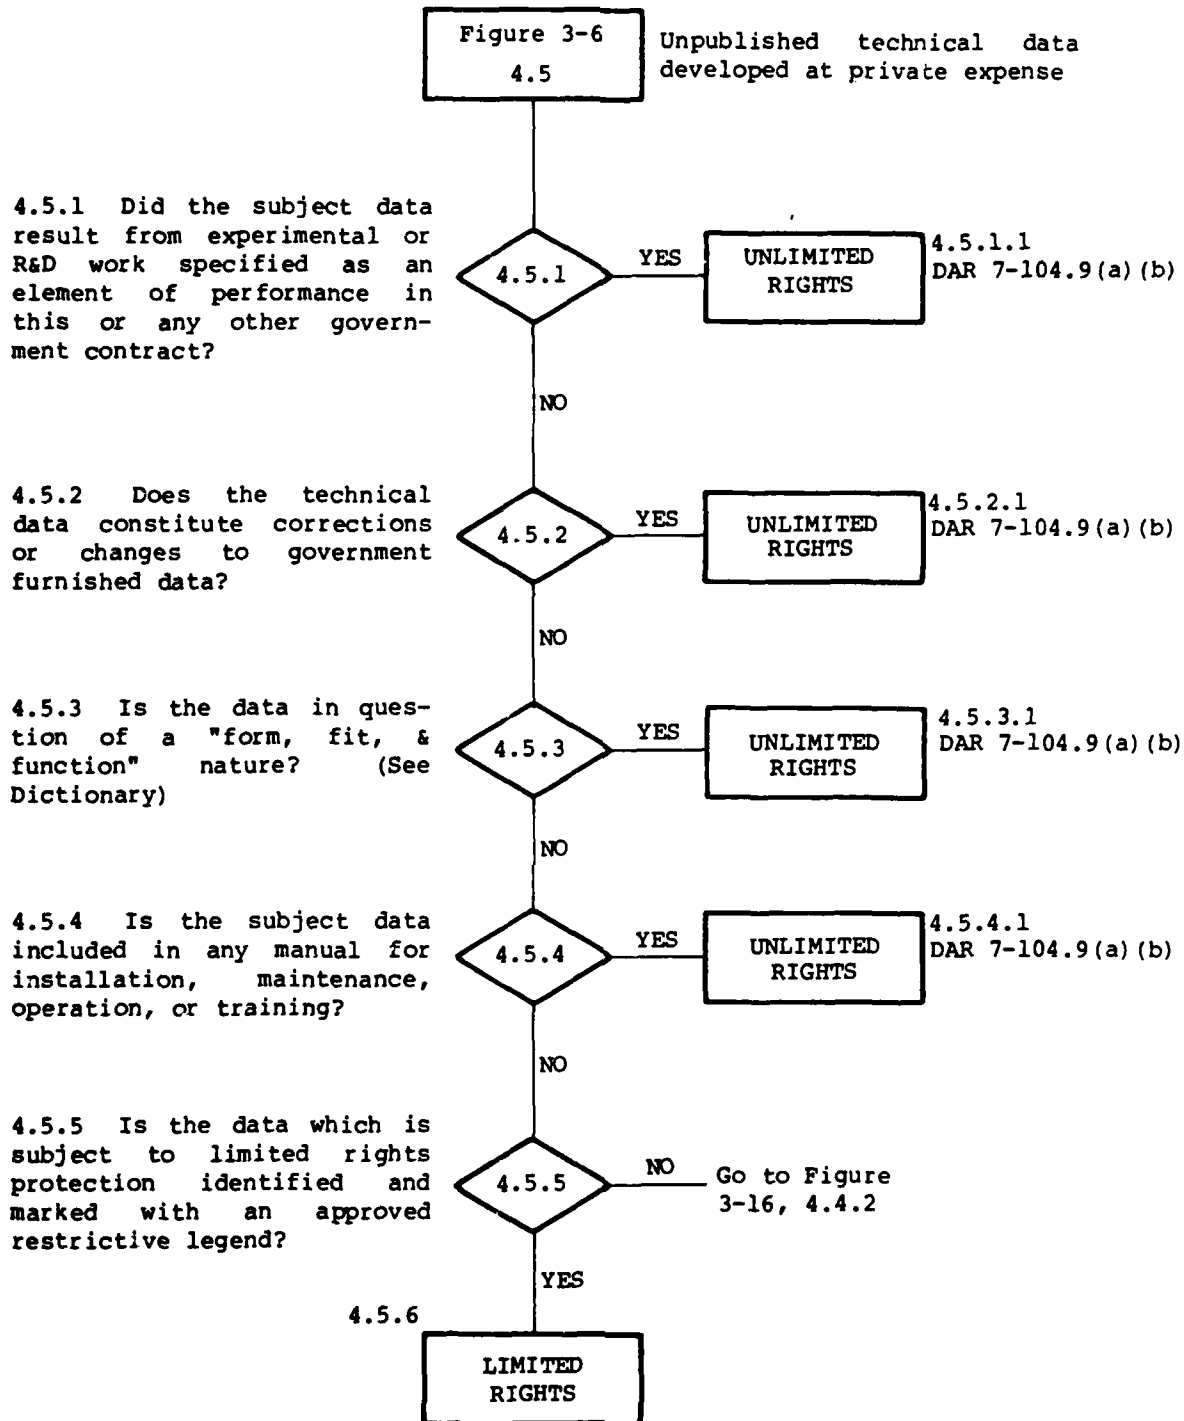 Figure 3-6
4.5
Unpublished technical data
developed at private expense
4.5.1 Did the subject data
result from experimental or
R&D work specified as an
element of performance in
this or any other govern-
ment contract?
4.5.1
YES
UNLIMITED
RIGHTS
4.5.1.1
DAR 7-104.9(a)(b)
NO
4.5.2 Does the technical
data constitute corrections
or changes to government
furnished data?
4.5.2
YES
UNLIMITED
RIGHTS
4.5.2.1
DAR 7-104.9(a)(b)
NO
4.5.3 Is the data in ques-
tion of a "form, fit, &
function" nature? (See
Dictionary)
4.5.3
YES
UNLIMITED
RIGHTS
4.5.3.1
DAR 7-104.9(a)(b)
NO
4.5.4 Is the subject data
included in any manual for
installation, maintenance,
operation, or training?
4.5.4
YES
UNLIMITED
RIGHTS
4.5.4.1
DAR 7-104.9(a)(b)
NO
4.5.5 Is the data which is
subject to limited rights
protection identified and
marked with an approved
restrictive legend?
4.5.5
NO
Go to Figure
3-16, 4.4.2
YES
4.5.6
LIMITED
RIGHTS